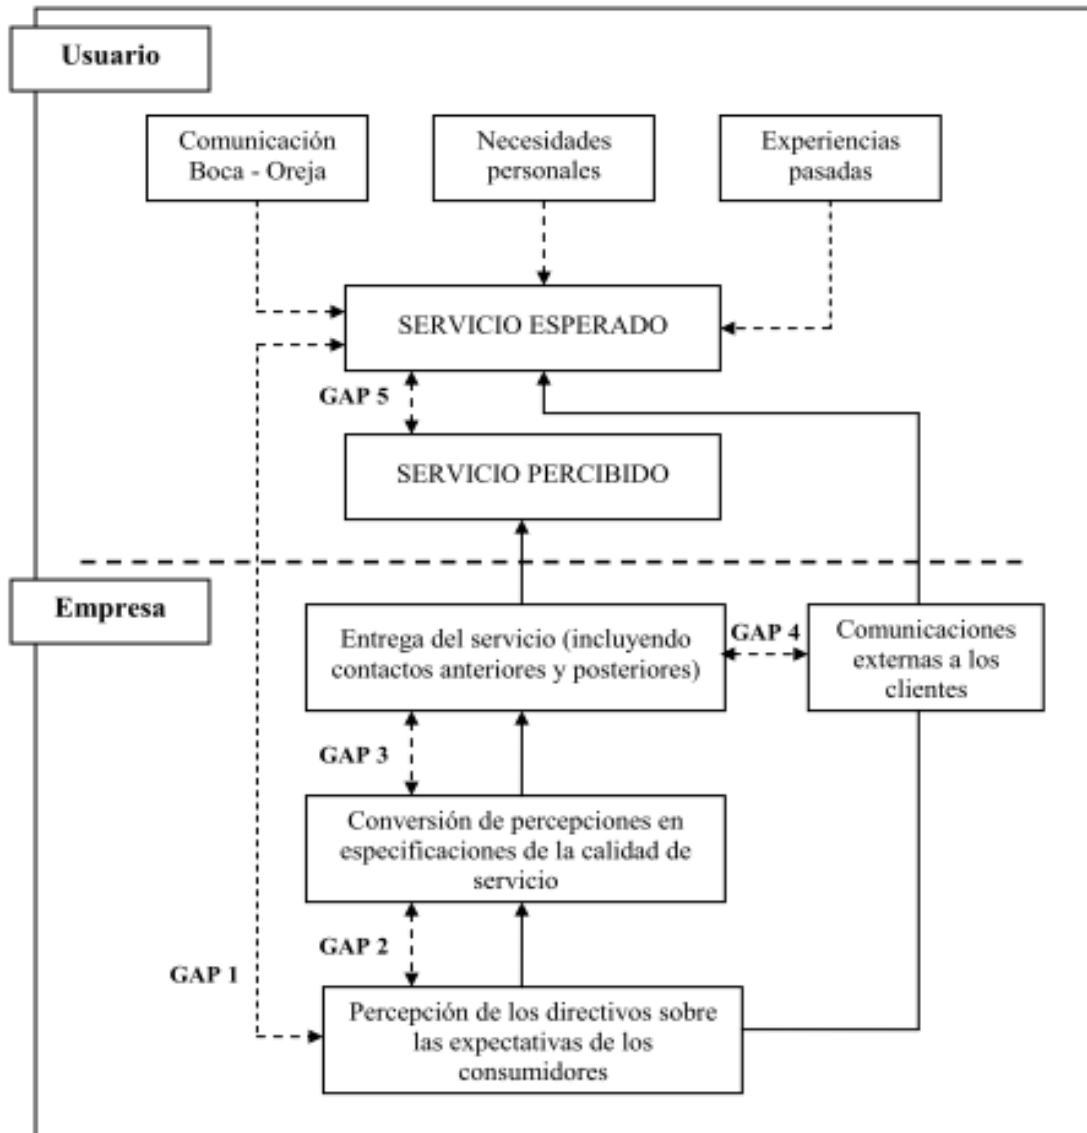 Usuario
Comunicación
Boca - Oreja
Necesidades
personales
Experiencias
pasadas
SERVICIO ESPERADO
GAP 5
SERVICIO PERCIBIDO
Empresa
Entrega del servicio (incluyendo
contactos anteriores y posteriores)
GAP 4
Comunicaciones
externas a los
clientes
GAP 3
Conversión de percepciones en
especificaciones de la calidad de
servicio
GAP 2
GAP 1
Percepción de los directivos sobre
las expectativas de los
consumidores